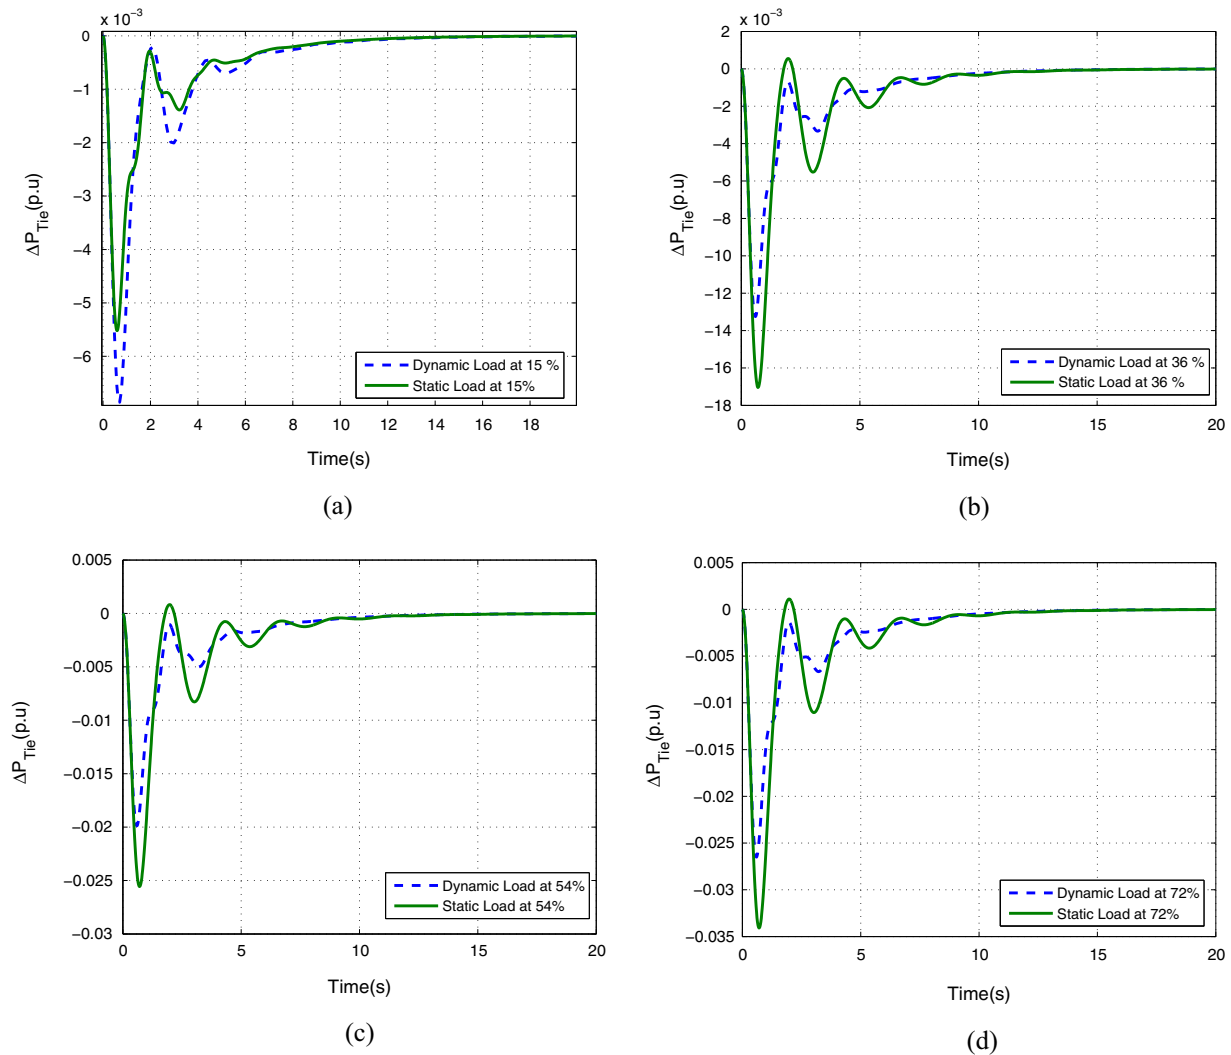 x 10⁻³
0
−1
−2
−3
−4
−5
−6
ΔP_Tie(p.u)
Dynamic Load at 15 %
Static Load at 15%
0 2 4 6 8 10 12 14 16 18
Time(s)
(a)
x 10⁻³
2
0
−2
−4
−6
−8
−10
−12
−14
−16
−18
ΔP_Tie(p.u)
Dynamic Load at 36 %
Static Load at 36 %
0 5 10 15 20
Time(s)
(b)
0.005
0
−0.005
−0.01
−0.015
−0.02
−0.025
−0.03
ΔP_Tie(p.u)
Dynamic Load at 54%
Static Load at 54%
0 5 10 15 20
Time(s)
(c)
0.005
0
−0.005
−0.01
−0.015
−0.02
−0.025
−0.03
−0.035
ΔP_Tie(p.u)
Dynamic Load at 72%
Static Load at 72%
0 5 10 15 20
Time(s)
(d)